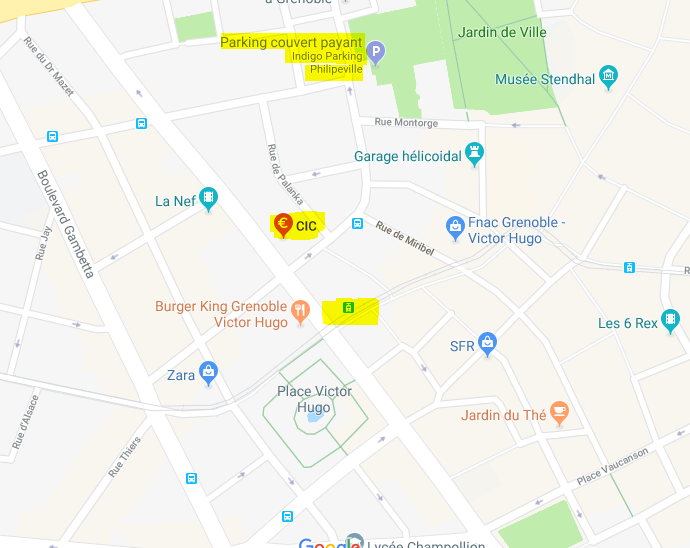 à Grenoble
Rue du Dr Mazet
Parking couvert payant
Indigo Parking
Philipeville
P
Jardin de Ville
Musée Stendhal
Rue Montorge
Garage hélicoidal
Rue de Palanka
La Nef
Boulevard Gambetta
Rue Jay
€ CIC
Rue de Miribel
Fnac Grenoble -
Victor Hugo
Burger King Grenoble
Victor Hugo
Les 6 Rex
SFR
Zara
Place Victor
Hugo
Jardin du Thé
Rue d'Alsace
Rue Thiers
Place Vaucanson
Google
Lycée Champollion